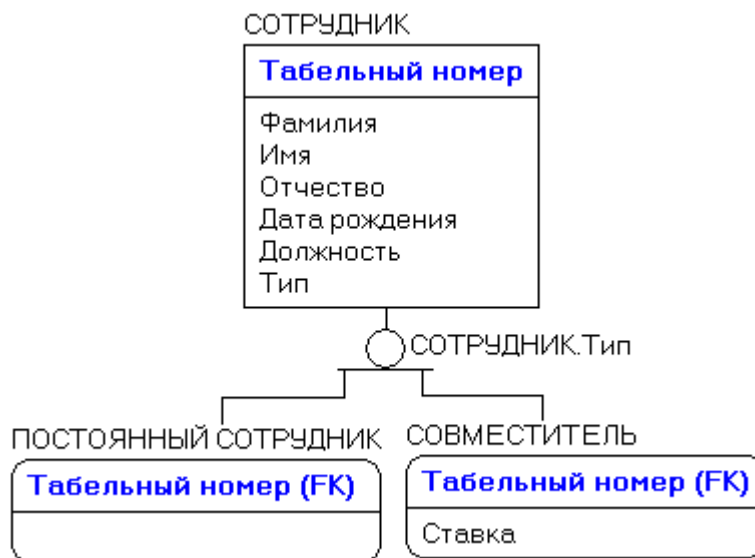 СОТРУДНИК
Табельный номер
Фамилия
Имя
Отчество
Дата рождения
Должность
Тип
СОТРУДНИК.Тип
ПОСТОЯННЫЙ СОТРУДНИК
Табельный номер (FK)
СОВМЕСТИТЕЛЬ
Табельный номер (FK)
Ставка